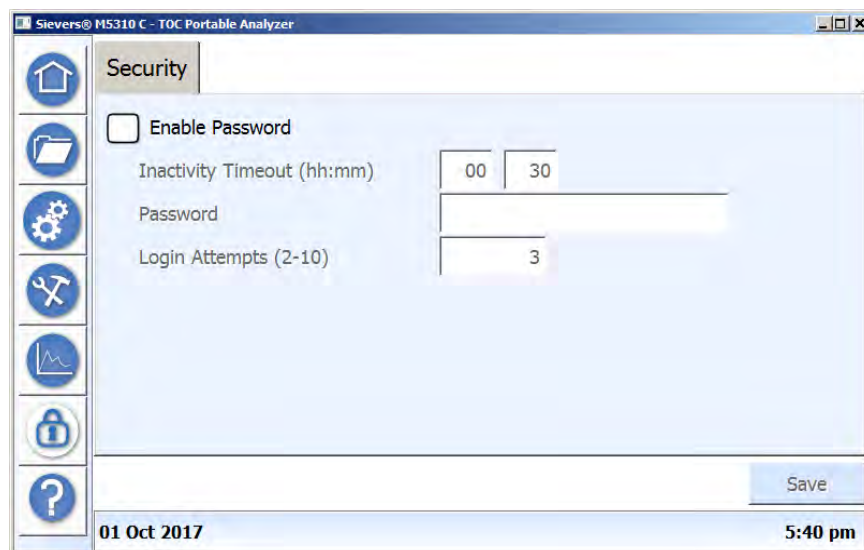 Sievers® M5310 C - TOC Portable Analyzer
Security
Enable Password
Inactivity Timeout (hh:mm) 00 30
Password
Login Attempts (2-10) 3
Save
01 Oct 2017 5:40 pm